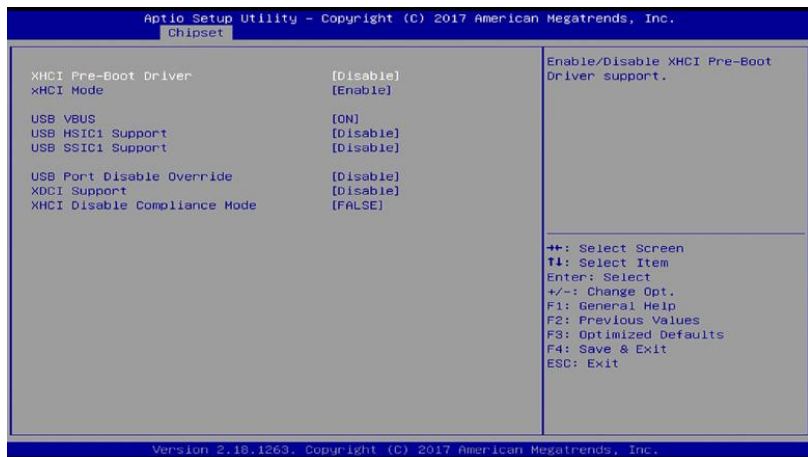 Aptio Setup Utility – Copyright (C) 2017 American Megatrends, Inc.
Chipset
XHCI Pre-Boot Driver [Disable]
xHCI Mode [Enable]
USB VBUS [ON]
USB HSIC1 Support [Disable]
USB SSIC1 Support [Disable]
USB Port Disable Override [Disable]
XDCI Support [Disable]
XHCI Disable Compliance Mode [FALSE]
Enable/Disable XHCI Pre-Boot
Driver support.
→←: Select Screen
↑↓: Select Item
Enter: Select
+/-: Change Opt.
F1: General Help
F2: Previous Values
F3: Optimized Defaults
F4: Save & Exit
ESC: Exit
Version 2.18.1263. Copyright (C) 2017 American Megatrends, Inc.